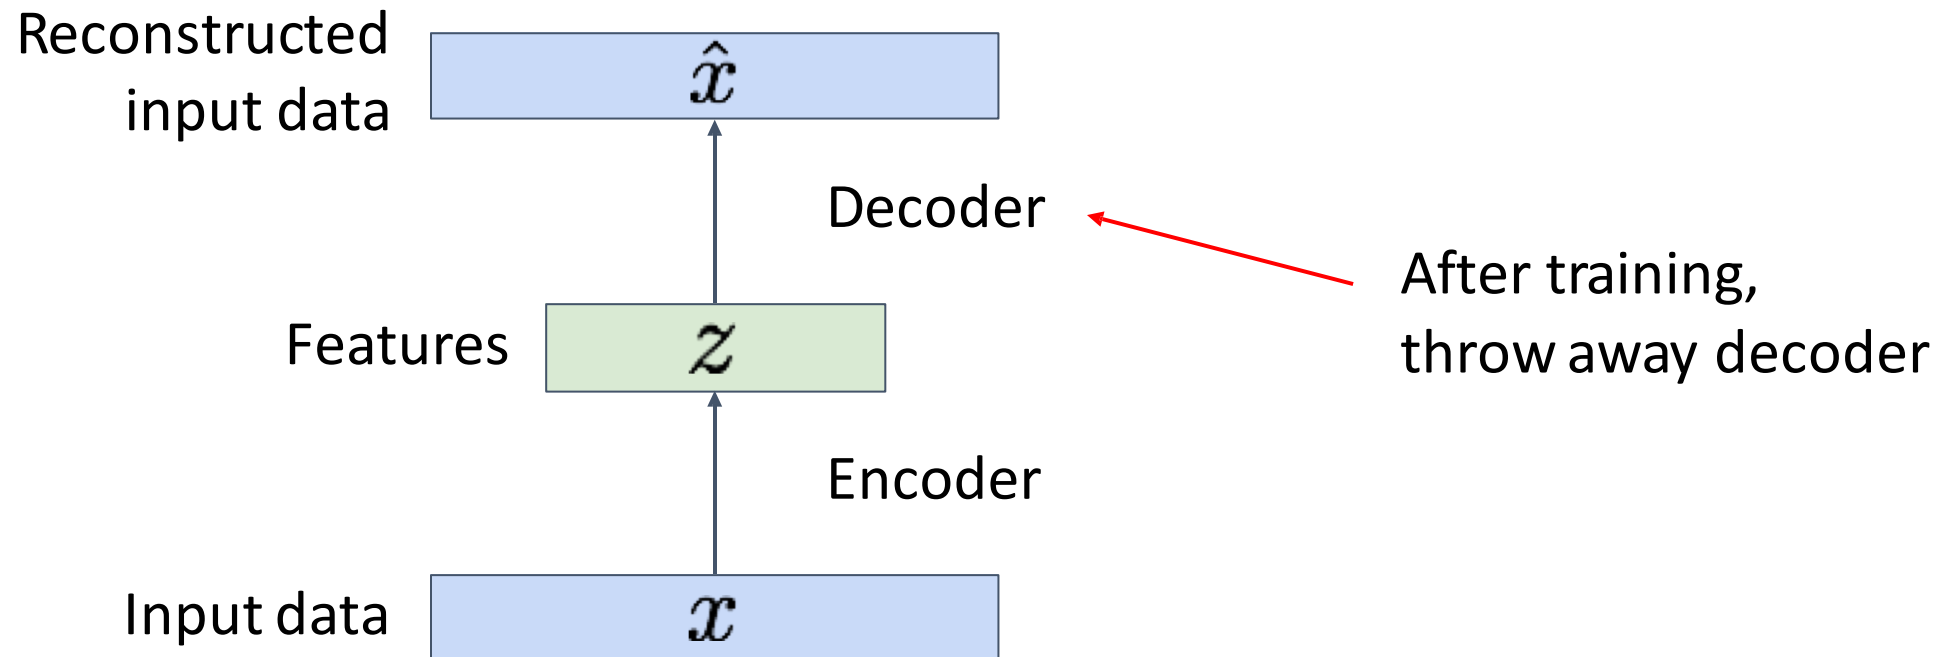 Reconstructed
input data
x̂
Decoder
After training,
throw away decoder
Features
z
Encoder
Input data
x